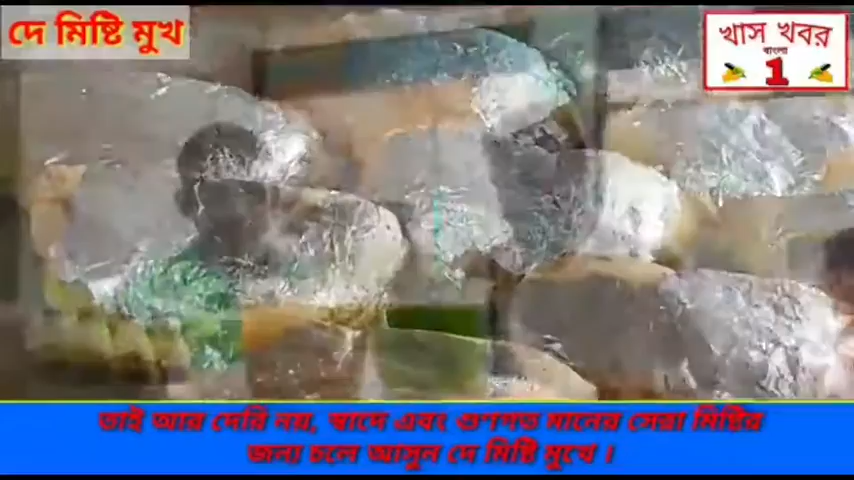 দে মিষ্টি মুখ
খাস খবর
বাংলা
1
তাই আর দেরি নয়, স্বাদে এবং গুণগত মানের সেরা মিষ্টির
জন্য চলে আসুন দে মিষ্টি মুখে ।